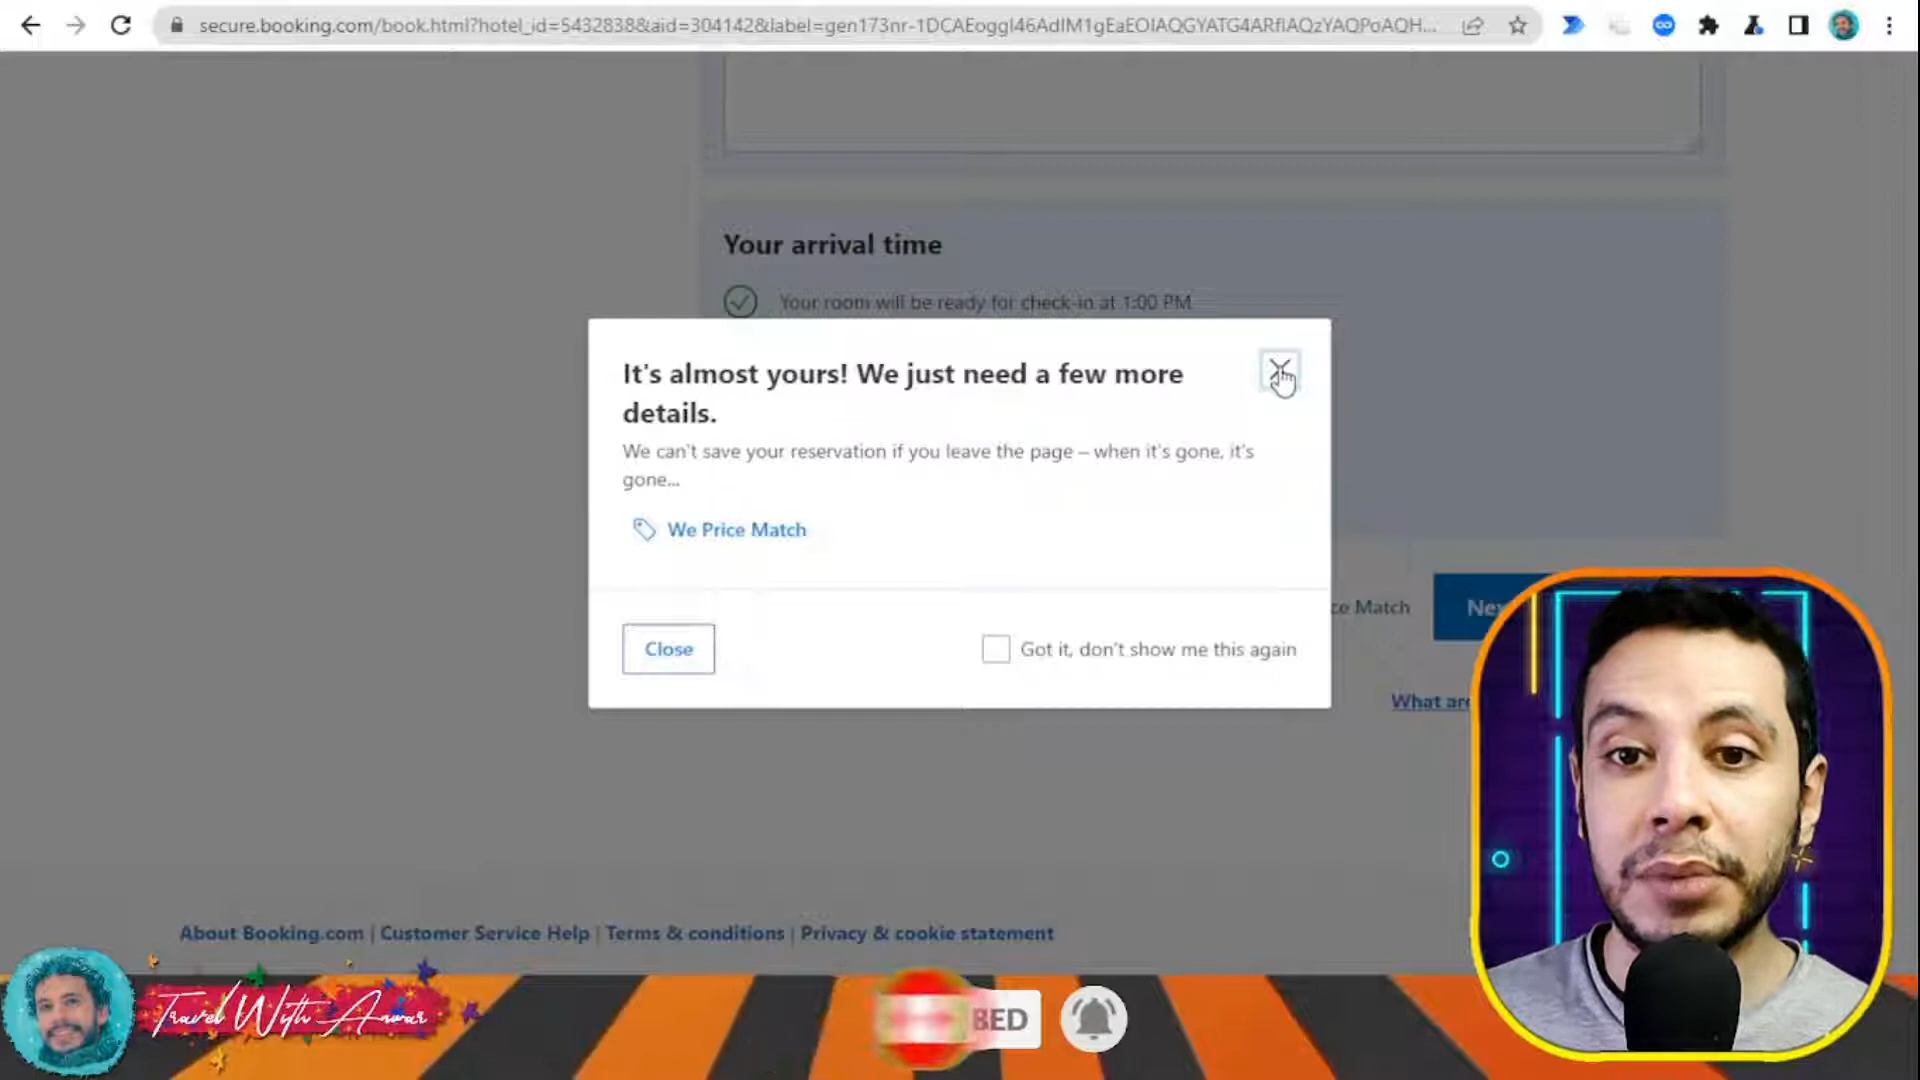 secure.booking.com/book.html?hotel_id=5432838&aid=304142&label=gen173nr-1DCAEoggI46AdIM1gEaEOIAQGYATG4ARfIAQzYAQPoAQH...
Your arrival time
Your room will be ready for check-in at 1:00 PM
It's almost yours! We just need a few more
details.
We can't save your reservation if you leave the page – when it's gone, it's
gone...
We Price Match
Close
Got it, don't show me this again
ce Match
What are
About Booking.com | Customer Service Help | Terms & conditions | Privacy & cookie statement
Travel With Anwar
BED